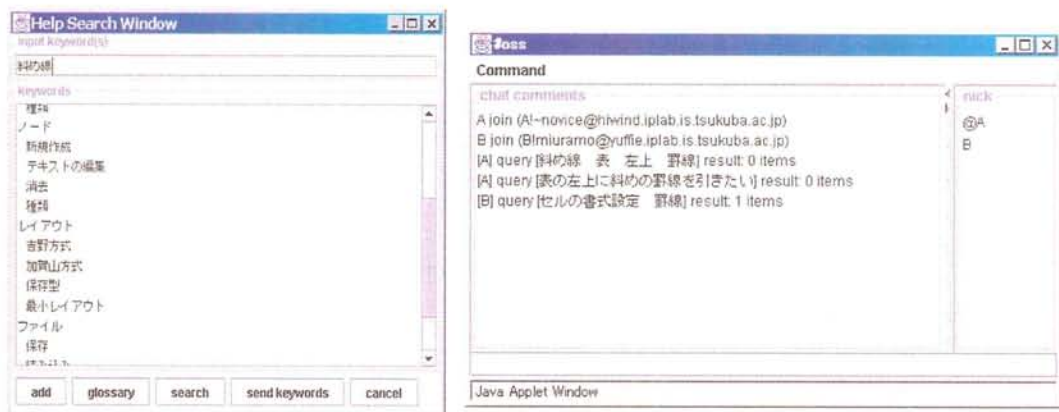 Help Search Window
input keyword(s)
斜め線
keywords
種類
ノード
新規作成
テキストの編集
消去
種類
レイアウト
吉野方式
加賀山方式
保存型
最小レイアウト
ファイル
保存
add glossary search send keywords cancel
#oss
Command
chat comments
A join (A!~novice@hiwind.iplab.is.tsukuba.ac.jp)
B join (B!miuramo@yuffie.iplab.is.tsukuba.ac.jp)
[A] query [斜め線 表 左上 罫線] result: 0 items
[A] query [表の左上に斜めの罫線を引きたい] result: 0 items
[B] query [セルの書式設定 罫線] result: 1 items
nick
@A
B
Java Applet Window